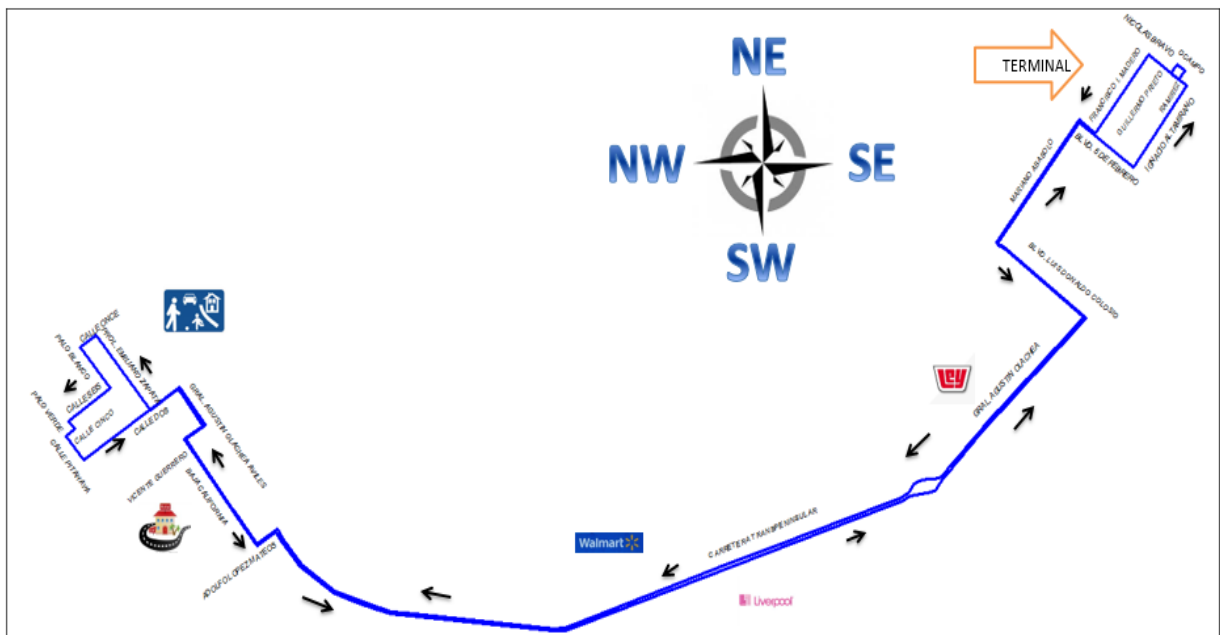 NE
NW
SE
SW
TERMINAL
NICOLAS BRAVO
OCAMPO
FRANCISCO I. MADERO
GUILLERMO PRIETO
RAMIREZ
IGNACIO ALTAMIRANO
BLVD. 5 DE FEBRERO
MARIANO ABASOLO
BLVD. LUIS DONALDO COLOSIO
GRAL. AGUSTIN OLACHEA
Ley
CARRETERA TRANSPENINSULAR
Walmart
Liverpool
CALLE ONCE
PROL. EMILIANO ZAPATA
PALO BLANCO
CALLE SEIS
PALO VERDE
CALLE CINCO
CALLE DOS
CALLE PITAHAYA
GRAL. AGUSTIN OLACHEA AVILES
VICENTE GUERRERO
BAJA CALIFORNIA
ADOLFO LOPEZ MATEOS